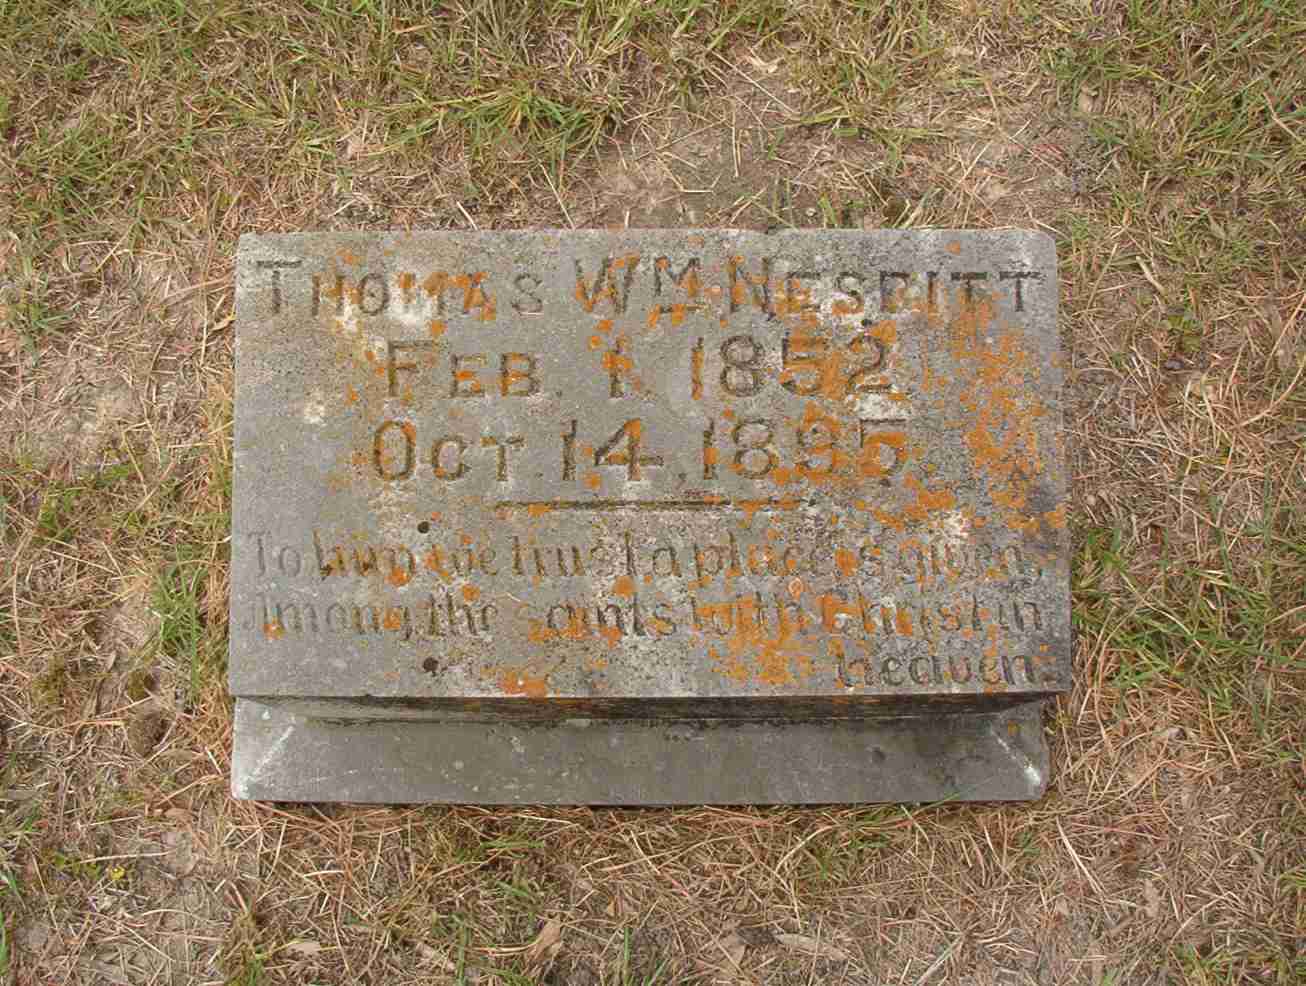 THOMAS WM NESBITT
FEB. 1. 1852
OCT. 14, 1895
To him we trust a place is given,
Among the saints with Christ in
heaven.